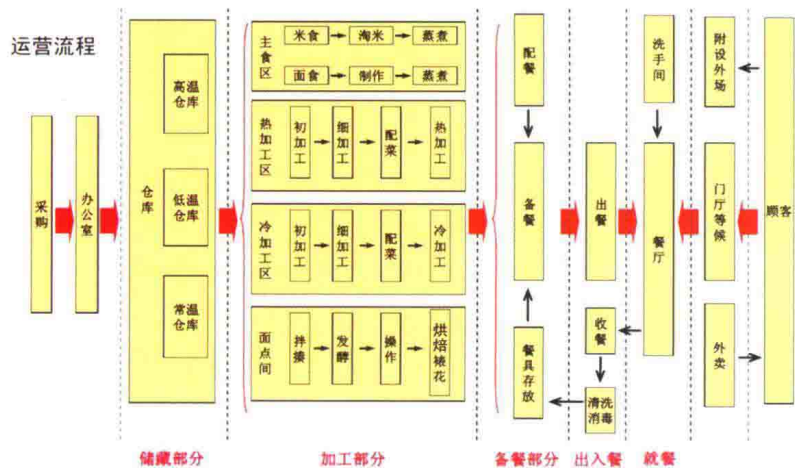 运营流程
采购
办公室
仓库
高温
仓库
低温
仓库
常温
仓库
主食区
米食
淘米
蒸煮
面食
制作
蒸煮
热加工区
初加工
细加工
配菜
热加工
冷加工区
初加工
细加工
配菜
冷加工
面点间
拌揍
发酵
操作
烘焙裱花
配餐
备餐
餐具存放
出餐
收餐
清洗
消毒
洗手间
餐厅
附设外场
门厅等候
外卖
顾客
储藏部分
加工部分
备餐部分
出入餐
就餐